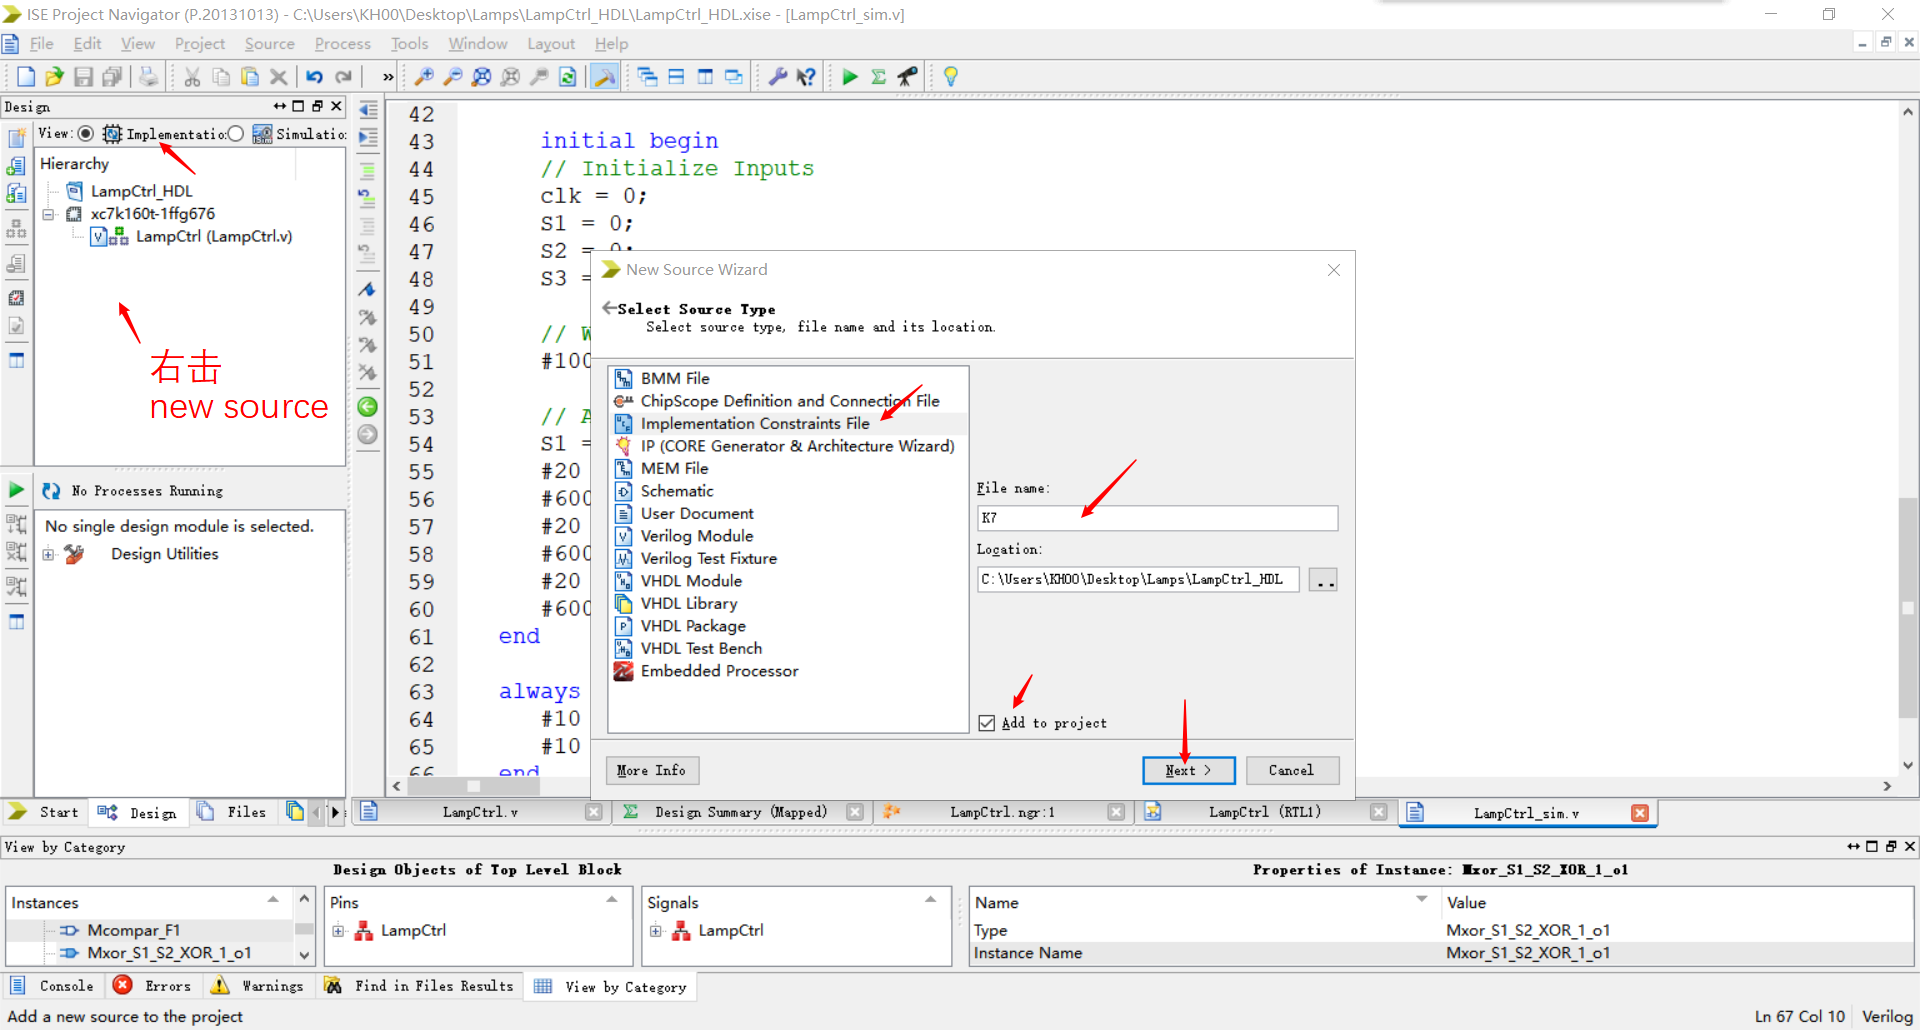 ISE Project Navigator (P.20131013) - C:\Users\KH00\Desktop\Lamps\LampCtrl_HDL\LampCtrl_HDL.xise - [LampCtrl_sim.v]
File Edit View Project Source Process Tools Window Layout Help
Design
View: Implementatio: Simulatio:
Hierarchy
LampCtrl_HDL
xc7k160t-1ffg676
LampCtrl (LampCtrl.v)
右击
new source
No Processes Running
No single design module is selected.
Design Utilities
42
43 initial begin
44 // Initialize Inputs
45 clk = 0;
46 S1 = 0;
47 S2 = 0;
48 S3 =
49
50 // W
51 #100
52
53 // A
54 S1 =
55 #20
56 #600
57 #20
58 #600
59 #20
60 #600
61 end
62
63 always
64 #10
65 #10
66 end
New Source Wizard
Select Source Type
Select source type, file name and its location.
BMM File
ChipScope Definition and Connection File
Implementation Constraints File
IP (CORE Generator & Architecture Wizard)
MEM File
Schematic
User Document
Verilog Module
Verilog Test Fixture
VHDL Module
VHDL Library
VHDL Package
VHDL Test Bench
Embedded Processor
File name:
K7
Location:
C:\Users\KH00\Desktop\Lamps\LampCtrl_HDL
..
Add to project
More Info
Next >
Cancel
Start Design Files
LampCtrl.v Design Summary (Mapped) LampCtrl.ngr:1 LampCtrl (RTL1) LampCtrl_sim.v
View by Category
Design Objects of Top Level Block
Properties of Instance: Mxor_S1_S2_XOR_1_o1
Instances
Mcompar_F1
Mxor_S1_S2_XOR_1_o1
Pins
LampCtrl
Signals
LampCtrl
Name Value
Type Mxor_S1_S2_XOR_1_o1
Instance Name Mxor_S1_S2_XOR_1_o1
Console Errors Warnings Find in Files Results View by Category
Add a new source to the project
Ln 67 Col 10 Verilog